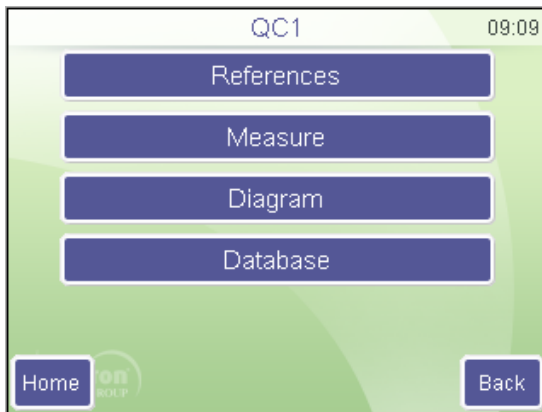 QC1 09:09
References
Measure
Diagram
Database
Home
Back